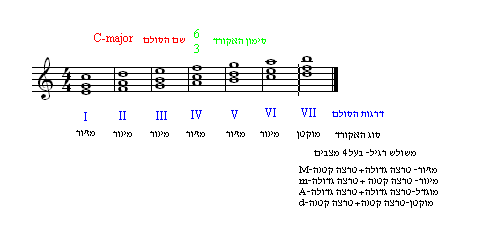 C-major שם הסולם 6 3 סימון האקורד
4 4
I II III IV V VI VII דרגות הסולם
מז'ור מינור מינור מז'ור מז'ור מינור מוקטן סוג האקורד
משולש רגיל- בעל 4 מצבים
מז'ור- טרצה גדולה+טרצה קטנה-M
מינור- טרצה קטנה+טרצה גדולה-m
מוגדל-טרצה גדולה+טרצה גדולה-A
מוקטן-טרצה קטנה+טרצה קטנה-d